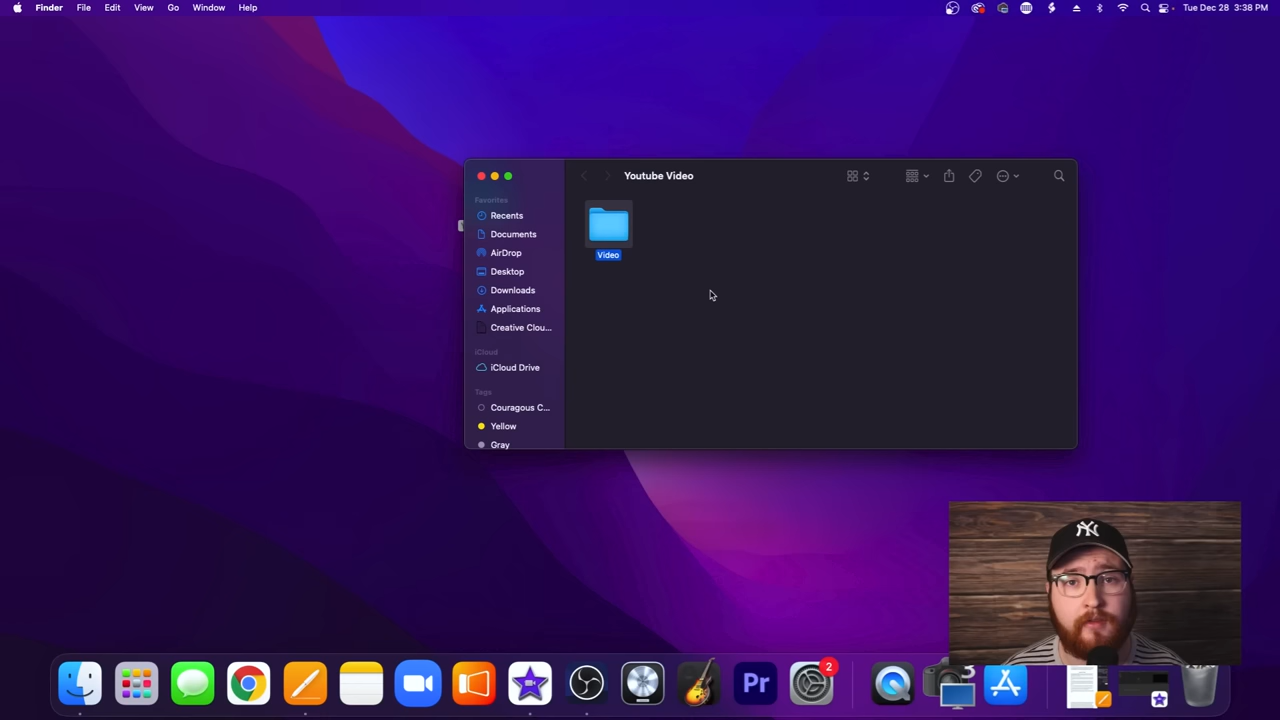 Finder File Edit View Go Window Help
Tue Dec 28 3:38 PM
Youtube Video
Favorites
Recents
Documents
AirDrop
Desktop
Downloads
Applications
Creative Clou...
iCloud
iCloud Drive
Tags
Couragous C...
Yellow
Gray
Video
NY
2
Pr